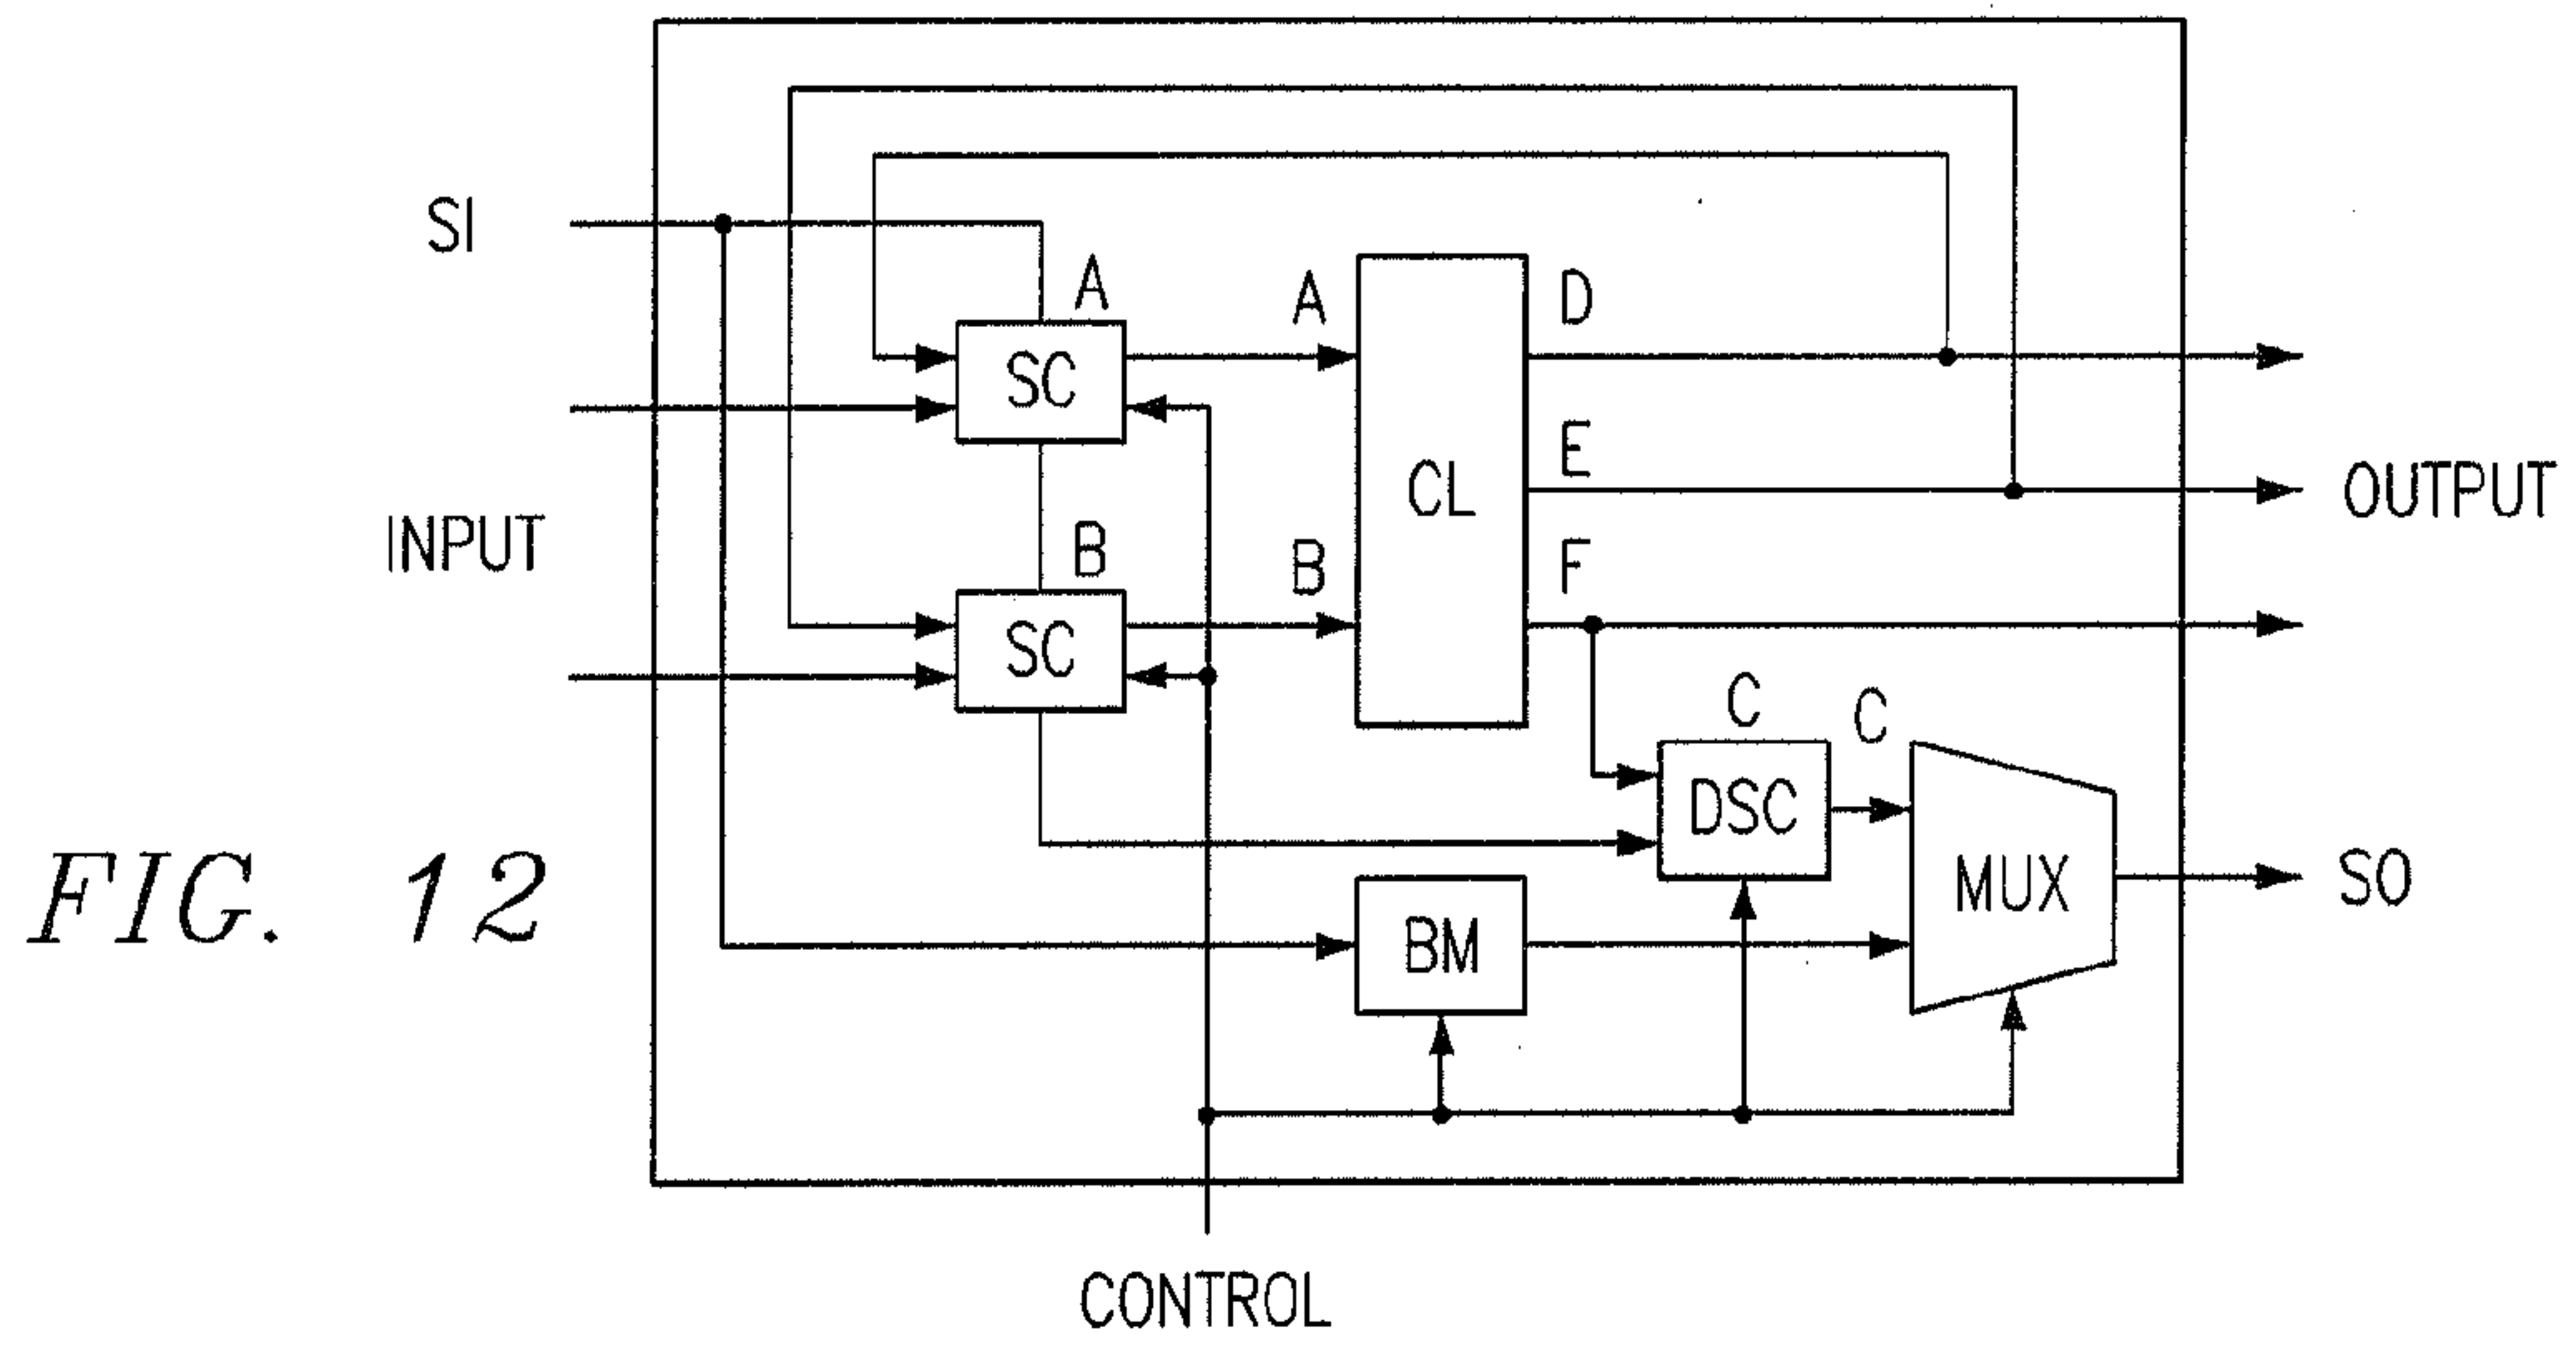 SI
A
A
D
SC
E
CL
OUTPUT
INPUT
B
B
F
SC
C
C
DSC
MUX
SO
FIG. 12
BM
CONTROL